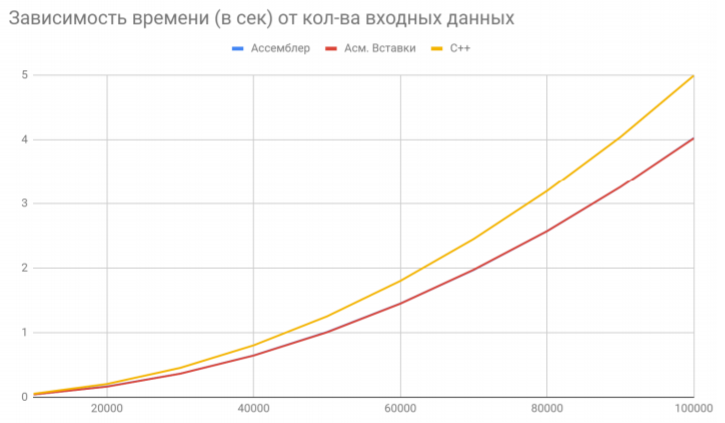 Зависимость времени (в сек) от кол-ва входных данных
Ассемблер Асм. Вставки C++
5
4
3
2
1
0
20000 40000 60000 80000 100000